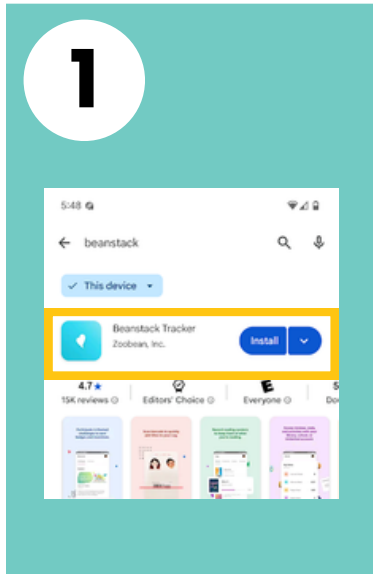 1
5:48
beanstack
This device
Beanstack Tracker
Zoobean, Inc.
Install
4.7★
E
15K reviews
Editors' Choice
Everyone